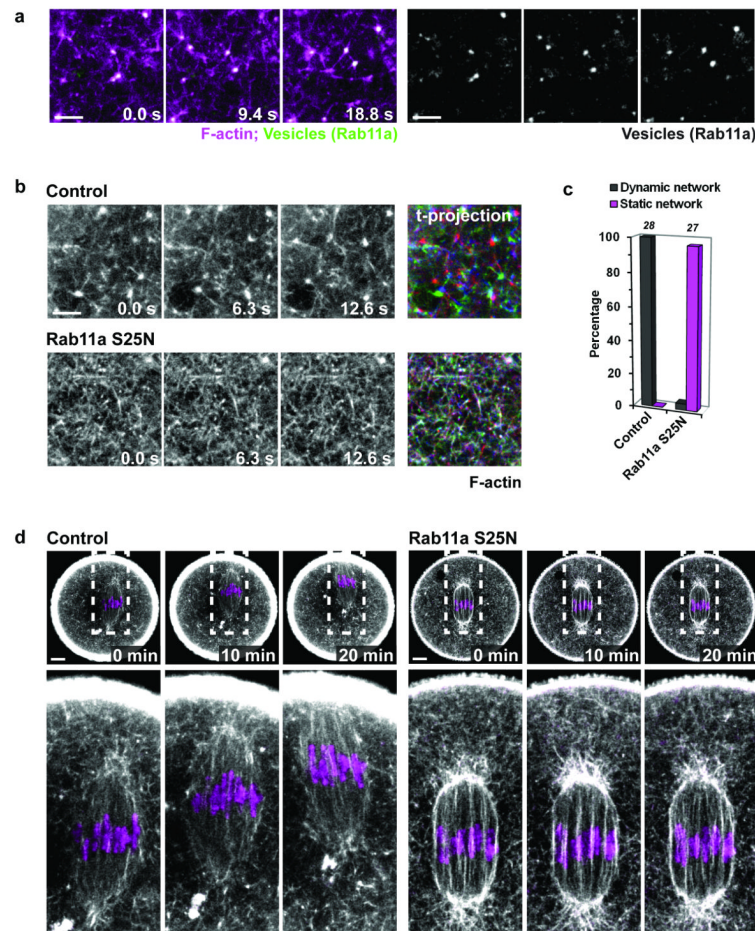 a
0.0 s
9.4 s
18.8 s
F-actin; Vesicles (Rab11a)
Vesicles (Rab11a)
b
Control
t-projection
0.0 s
6.3 s
12.6 s
Rab11a S25N
0.0 s
6.3 s
12.6 s
F-actin
c
Dynamic network
Static network
28
27
100
80
60
40
20
0
Percentage
Control
Rab11a S25N
d
Control
Rab11a S25N
0 min
10 min
20 min
0 min
10 min
20 min